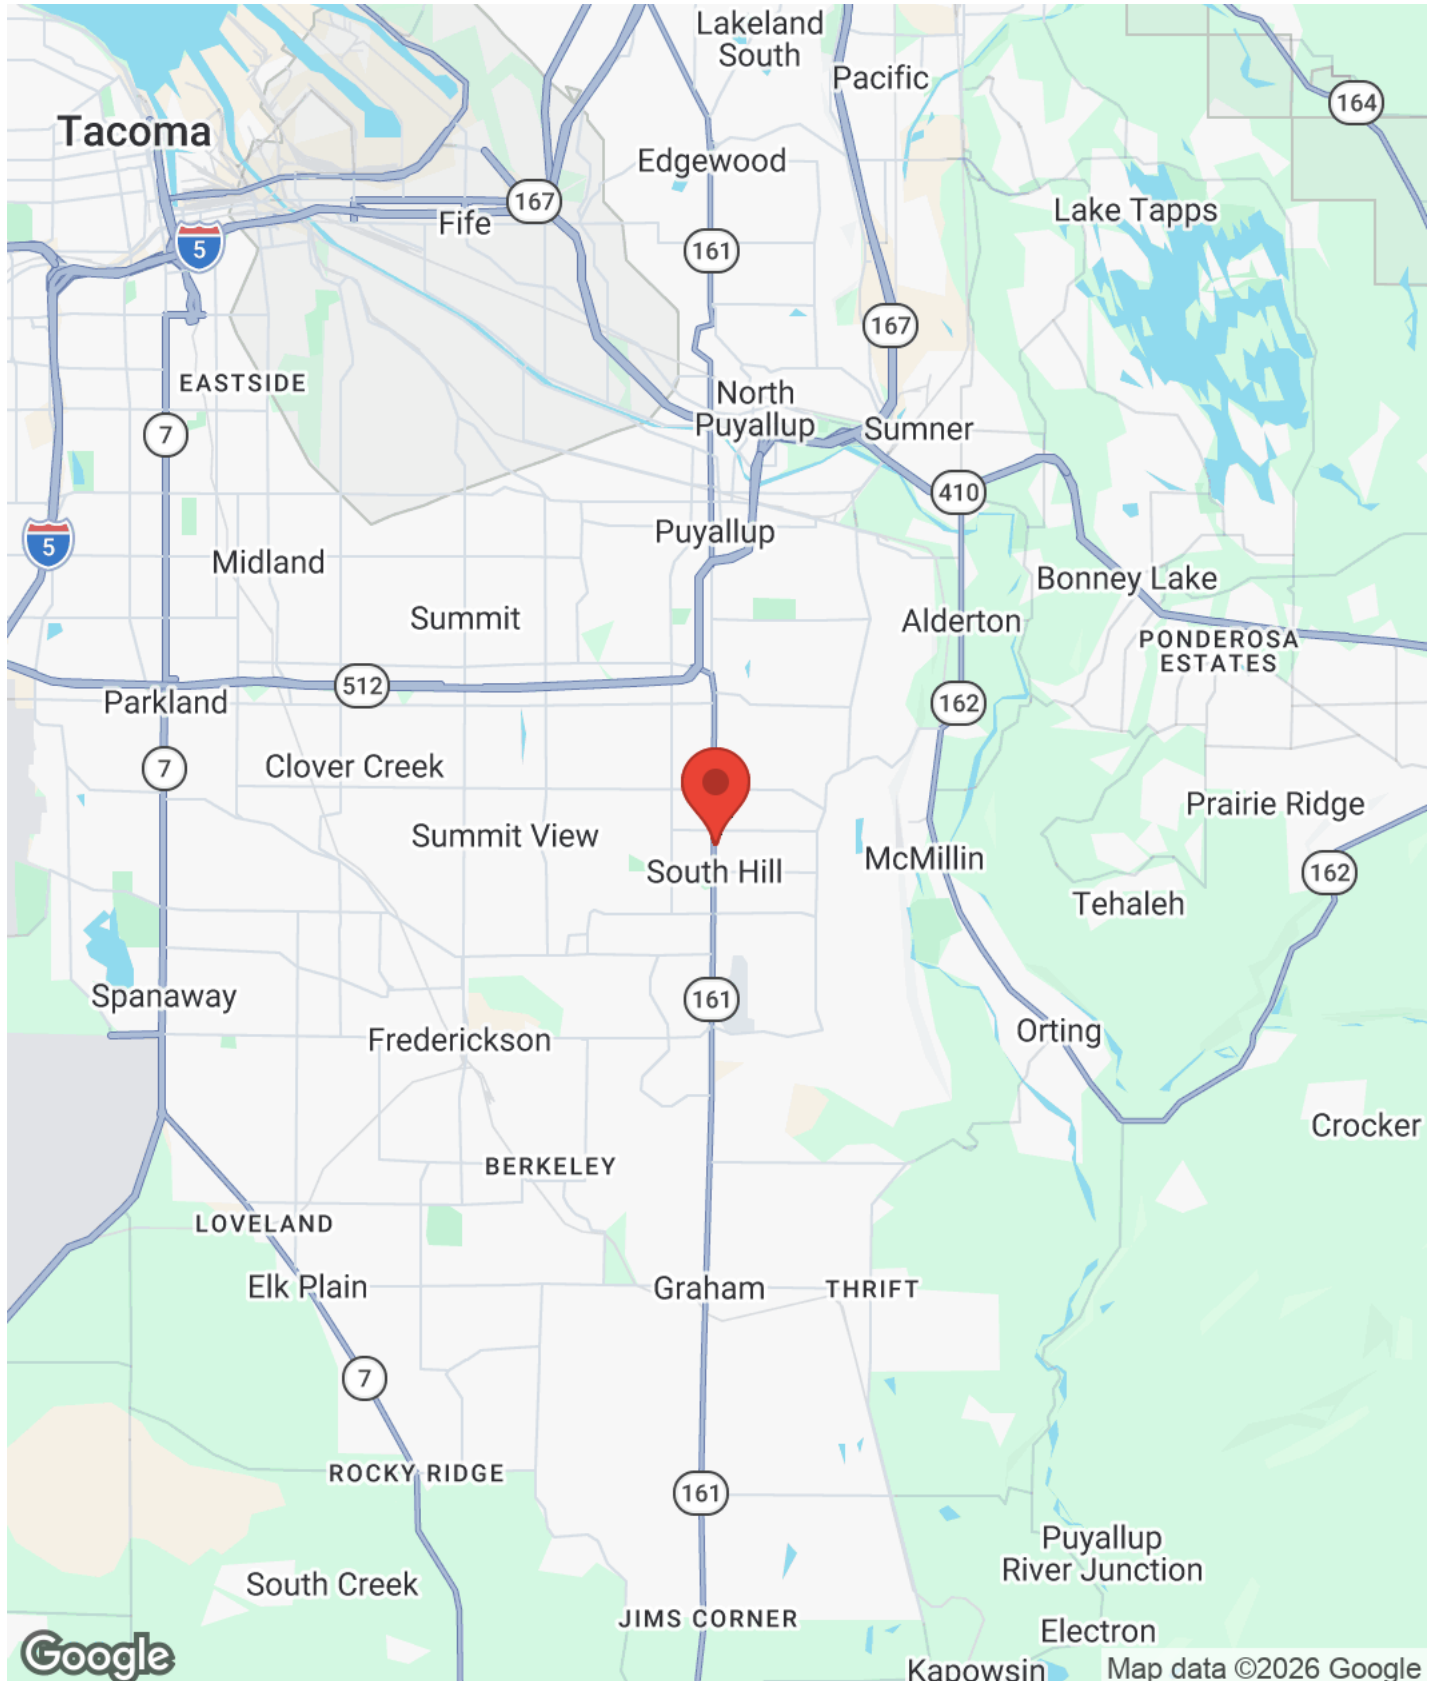 Lakeland
South
Pacific
164
Tacoma
Edgewood
167
Lake Tapps
Fife
5
161
167
EASTSIDE
North
Puyallup
7
Sumner
410
5
Puyallup
Midland
Bonney Lake
Summit
Alderton
PONDEROSA
ESTATES
512
Parkland
162
7
Clover Creek
Prairie Ridge
Summit View
McMillin
South Hill
162
Tehaleh
Spanaway
161
Frederickson
Orting
Crocker
BERKELEY
LOVELAND
Elk Plain
Graham
THRIFT
7
ROCKY RIDGE
161
Puyallup
River Junction
South Creek
JIMS CORNER
Electron
Google
Kapowsin
Map data ©2026 Google